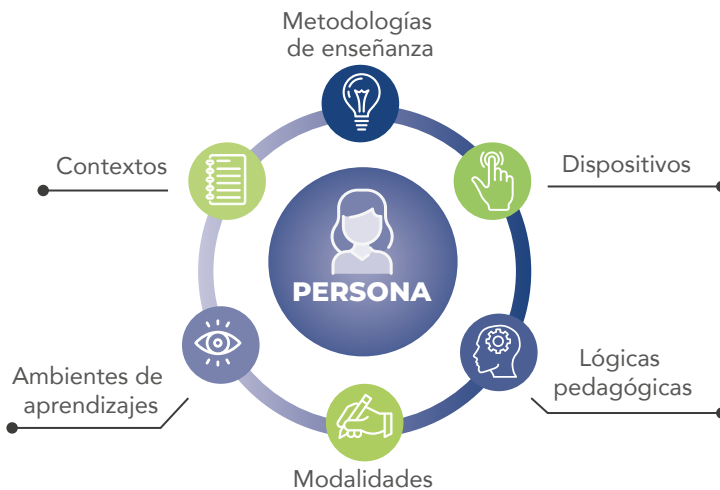 Metodologías
de enseñanza
Contextos
Dispositivos
PERSONA
Ambientes de
aprendizajes
Lógicas
pedagógicas
Modalidades